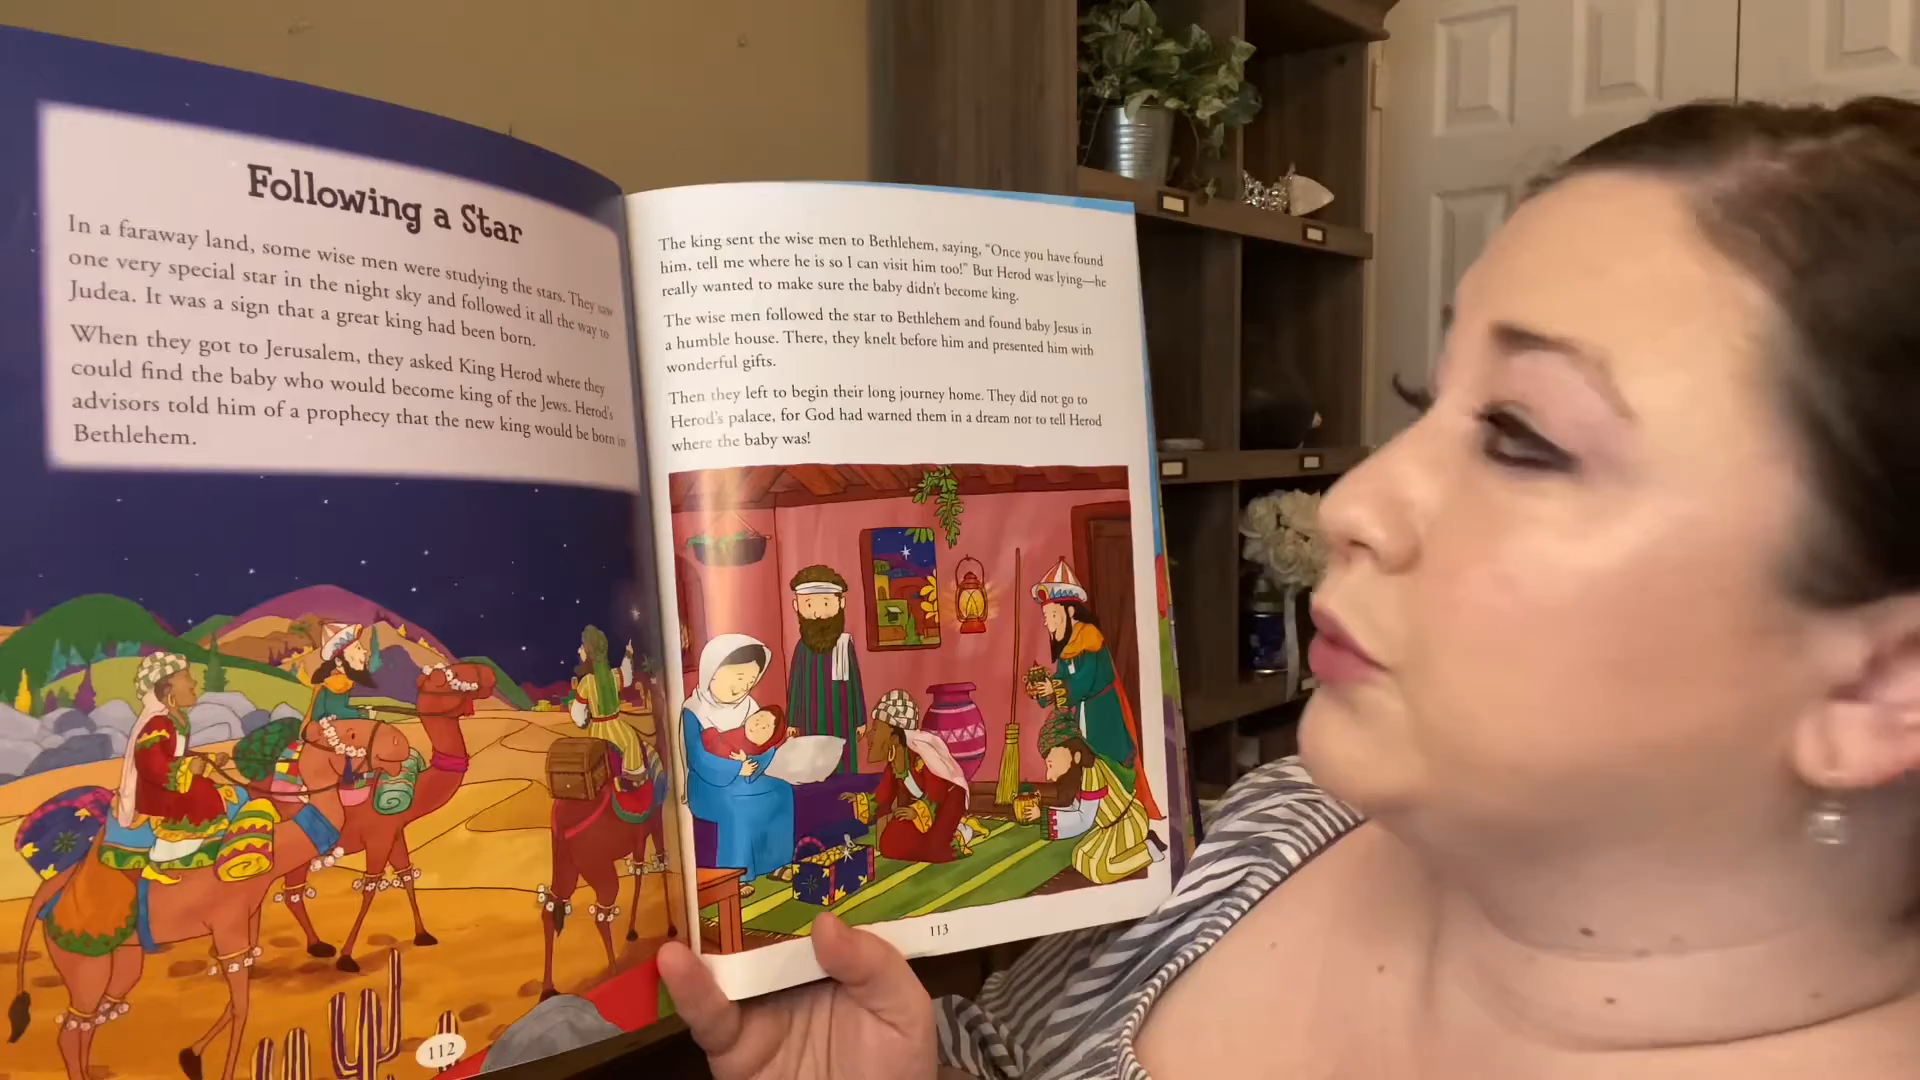 Following a Star
In a faraway land, some wise men were studying the stars. They saw
one very special star in the night sky and followed it all the way to
Judea. It was a sign that a great king had been born.
When they got to Jerusalem, they asked King Herod where they
could find the baby who would become king of the Jews. Herod's
advisors told him of a prophecy that the new king would be born in
Bethlehem.
112
The king sent the wise men to Bethlehem, saying, “Once you have found
him, tell me where he is so I can visit him too!” But Herod was lying—he
really wanted to make sure the baby didn't become king.
The wise men followed the star to Bethlehem and found baby Jesus in
a humble house. There, they knelt before him and presented him with
wonderful gifts.
Then they left to begin their long journey home. They did not go to
Herod's palace, for God had warned them in a dream not to tell Herod
where the baby was!
113